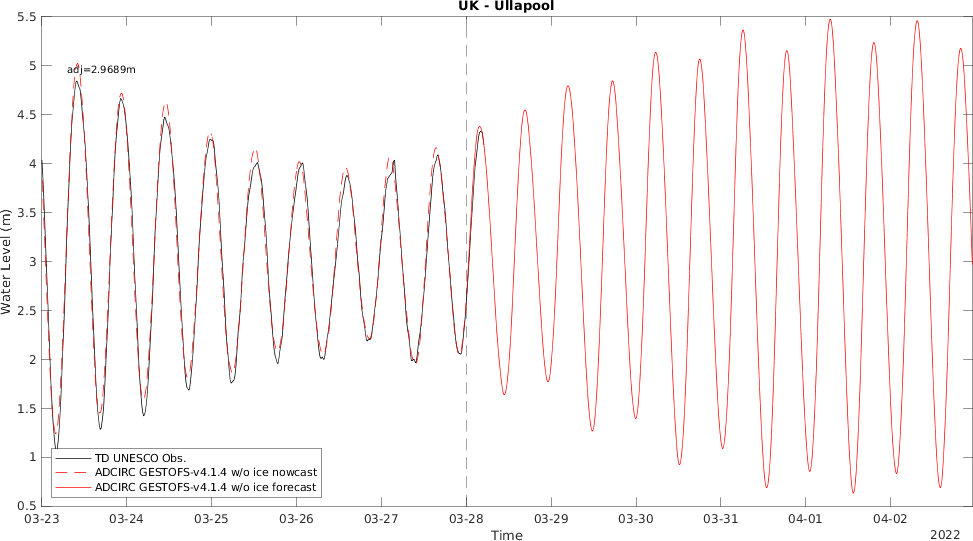 UK - Ullapool
5.5
5
4.5
4
3.5
3
2.5
2
1.5
1
0.5
Water Level (m)
adj=2.9689m
TD UNESCO Obs.
ADCIRC GESTOFS-v4.1.4 w/o ice nowcast
ADCIRC GESTOFS-v4.1.4 w/o ice forecast
03-23 03-24 03-25 03-26 03-27 03-28 03-29 03-30 03-31 04-01 04-02
Time
2022